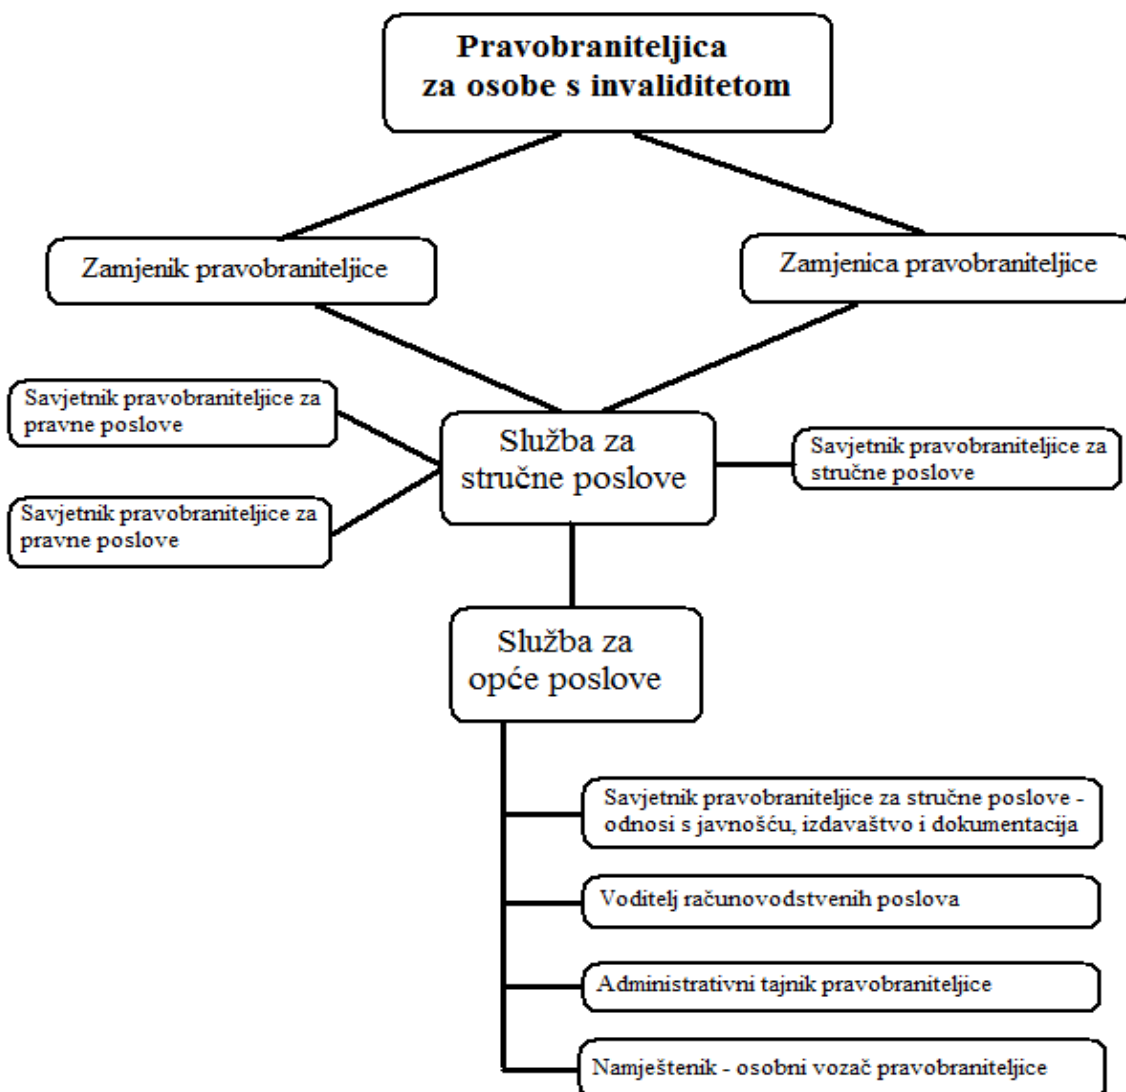 Pravobraniteljica
za osobe s invaliditetom
Zamjenik pravobraniteljice
Zamjenica pravobraniteljice
Savjetnik pravobraniteljice za
pravne poslove
Služba za
stručne poslove
Savjetnik pravobraniteljice za
stručne poslove
Savjetnik pravobraniteljice za
pravne poslove
Služba za
opće poslove
Savjetnik pravobraniteljice za stručne poslove -
odnosi s javnošću, izdavaštvo i dokumentacija
Voditelj računovodstvenih poslova
Administrativni tajnik pravobraniteljice
Namještenik - osobni vozač pravobraniteljice